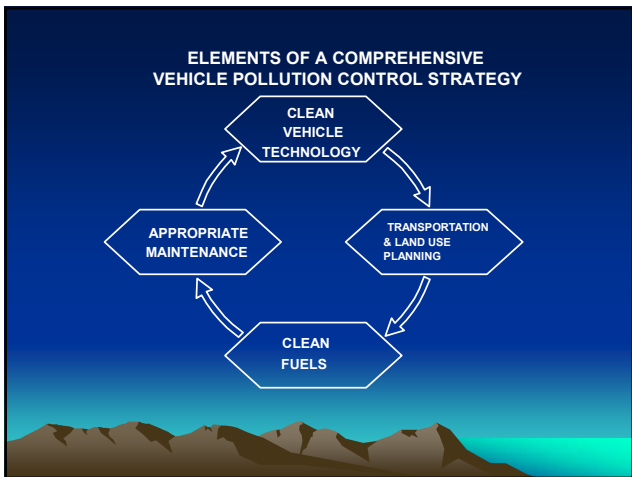 ELEMENTS OF A COMPREHENSIVE
VEHICLE POLLUTION CONTROL STRATEGY
CLEAN
VEHICLE
TECHNOLOGY
APPROPRIATE
MAINTENANCE
TRANSPORTATION
& LAND USE
PLANNING
CLEAN
FUELS